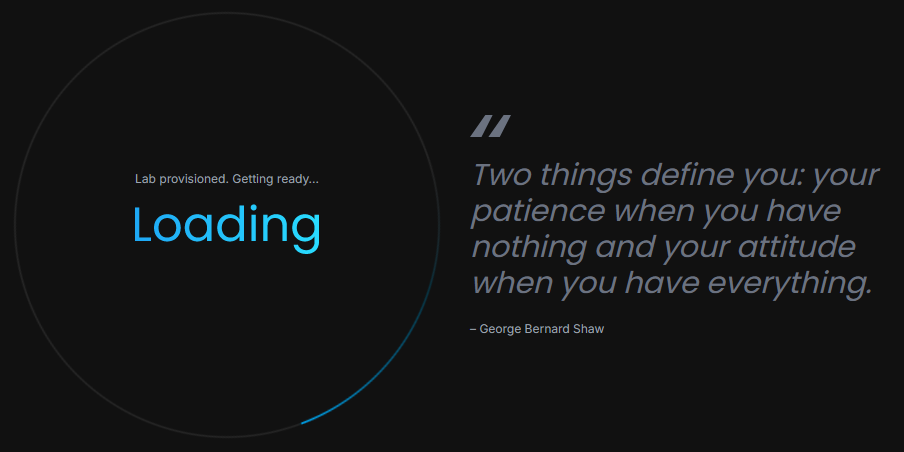 Lab provisioned. Getting ready...
Loading
"
Two things define you: your
patience when you have
nothing and your attitude
when you have everything.
– George Bernard Shaw